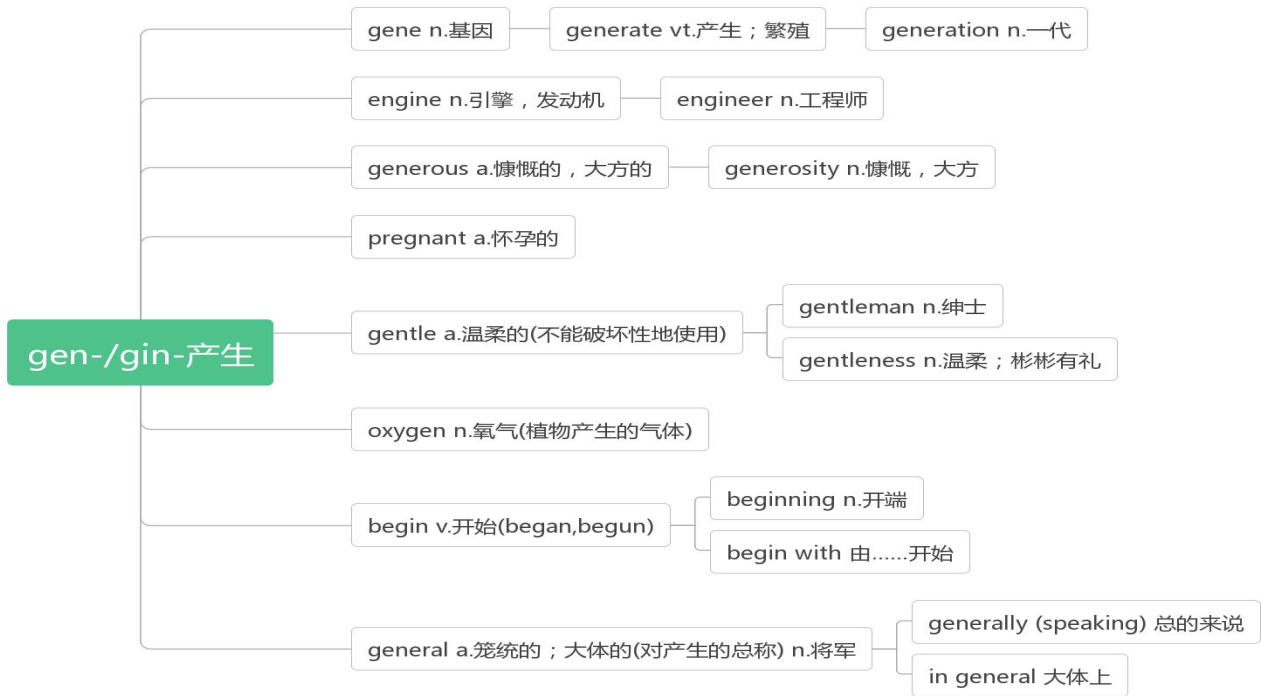 gene n.基因
generate vt.产生；繁殖
generation n.一代
engine n.引擎，发动机
engineer n.工程师
generous a.慷慨的，大方的
generosity n.慷慨，大方
pregnant a.怀孕的
gen-/gin-产生
gentle a.温柔的(不能破坏性地使用)
gentleman n.绅士
gentleness n.温柔；彬彬有礼
oxygen n.氧气(植物产生的气体)
begin v.开始(began,begun)
beginning n.开端
begin with 由......开始
general a.笼统的；大体的(对产生的总称) n.将军
generally (speaking) 总的来说
in general 大体上